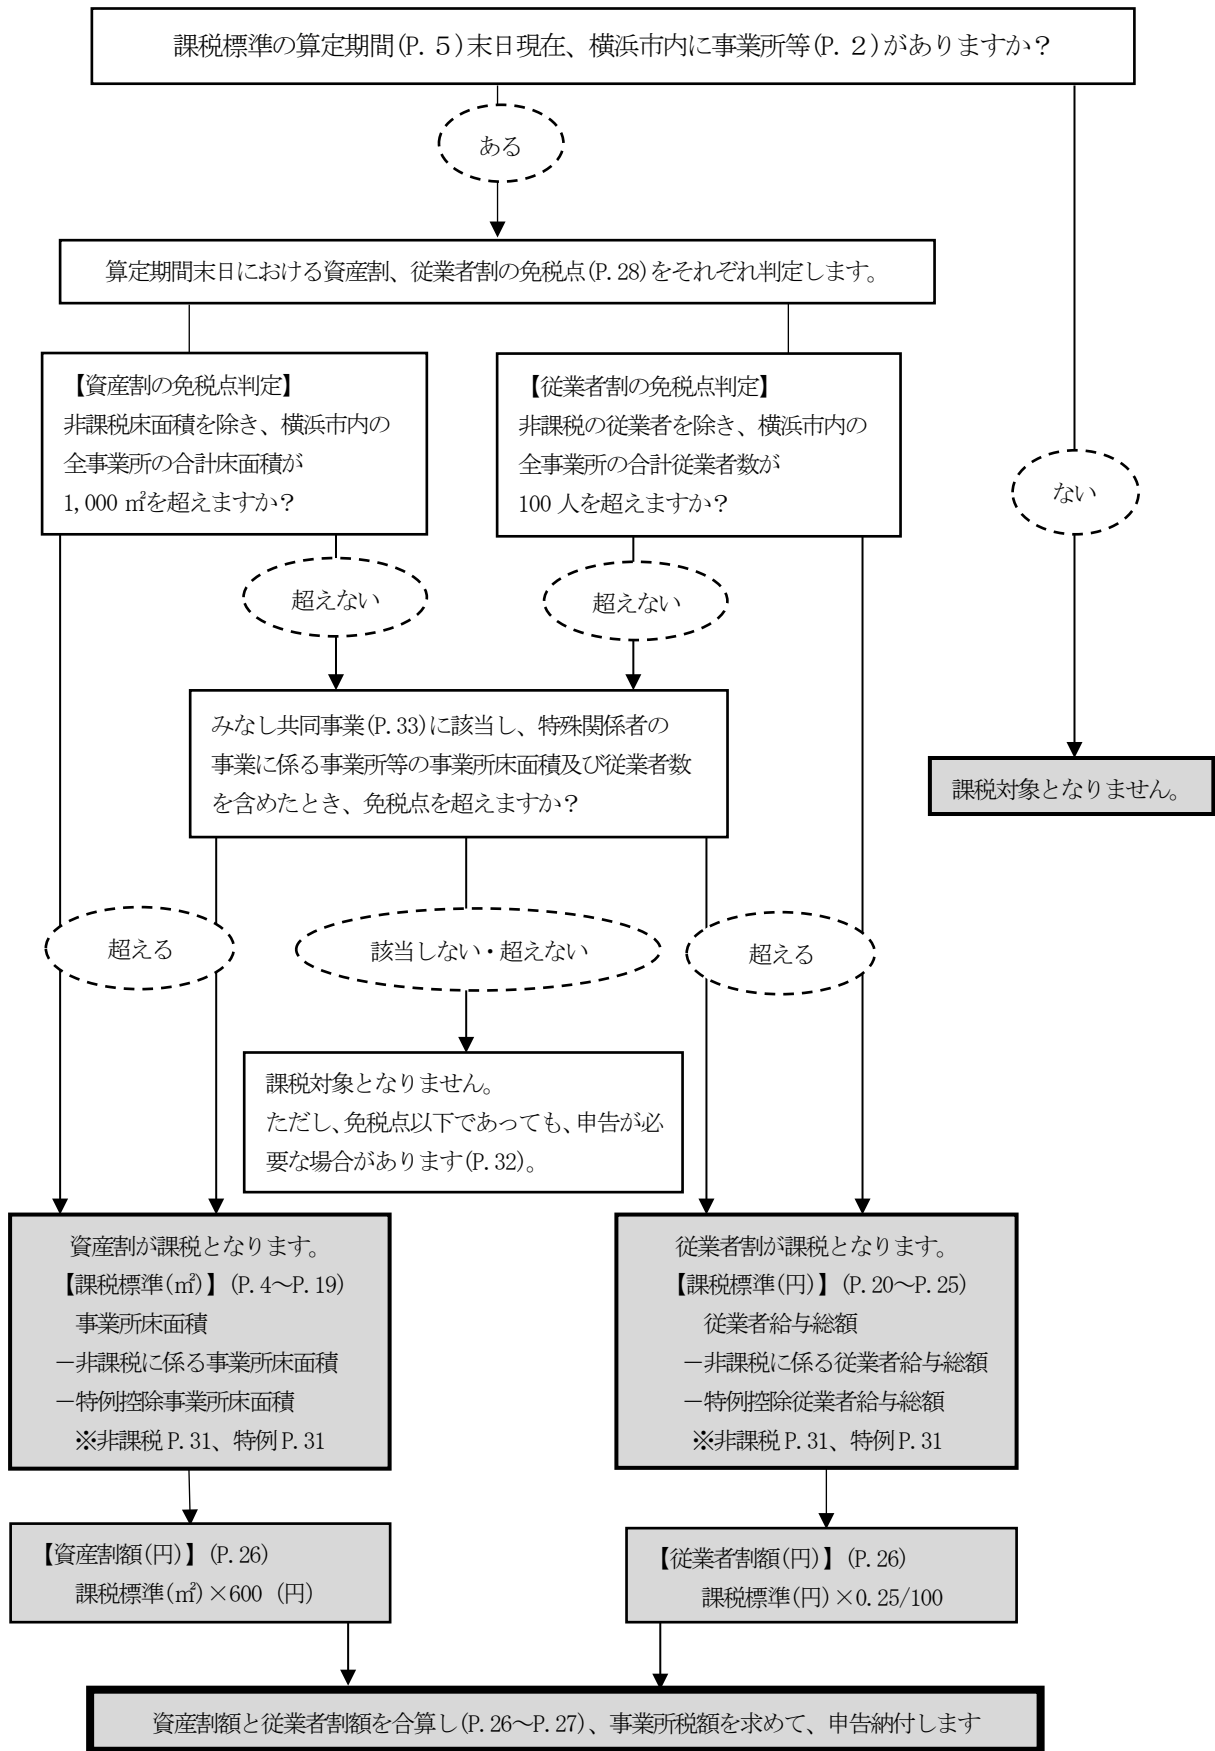 課税標準の算定期間(P.５)末日現在、横浜市内に事業所等(P.２)がありますか？
ある
算定期間末日における資産割、従業者割の免税点(P.28)をそれぞれ判定します。
【資産割の免税点判定】
非課税床面積を除き、横浜市内の
全事業所の合計床面積が
1,000 ㎡を超えますか？
【従業者割の免税点判定】
非課税の従業者を除き、横浜市内の
全事業所の合計従業者数が
100 人を超えますか？
ない
超えない
超えない
みなし共同事業(P.33)に該当し、特殊関係者の
事業に係る事業所等の事業所床面積及び従業者数
を含めたとき、免税点を超えますか？
課税対象となりません。
超える
該当しない・超えない
超える
課税対象となりません。
ただし、免税点以下であっても、申告が必
要な場合があります(P.32)。
資産割が課税となります。
【課税標準(㎡)】(P.4～P.19)
事業所床面積
－非課税に係る事業所床面積
－特例控除事業所床面積
※非課税 P.31、特例 P.31
従業者割が課税となります。
【課税標準(円)】(P.20～P.25)
従業者給与総額
－非課税に係る従業者給与総額
－特例控除従業者給与総額
※非課税 P.31、特例 P.31
【資産割額(円)】(P.26)
課税標準(㎡)×600 (円)
【従業者割額(円)】(P.26)
課税標準(円)×0.25/100
資産割額と従業者割額を合算し(P.26～P.27)、事業所税額を求めて、申告納付します